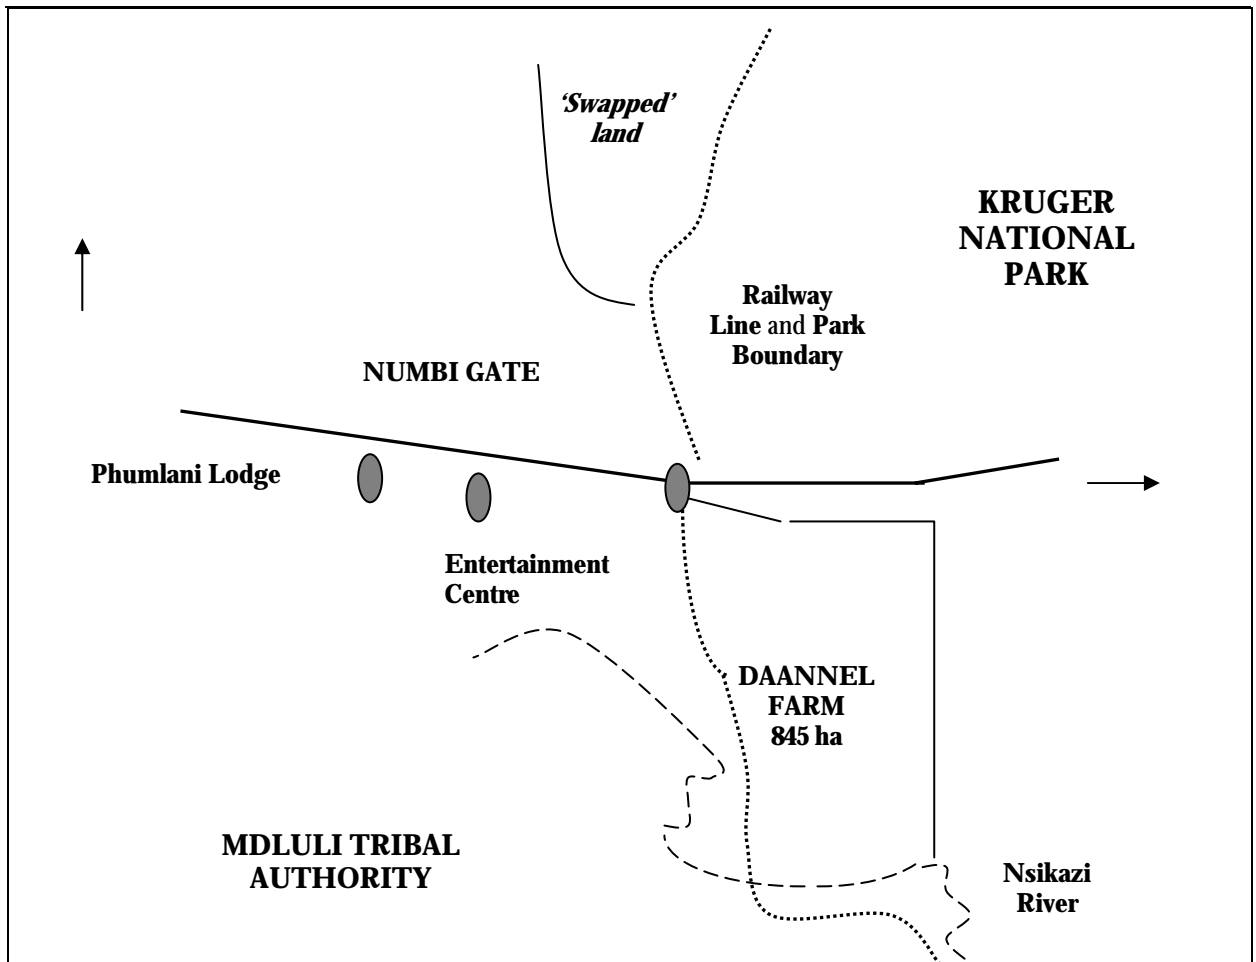 ‘Swapped’
land
KRUGER
NATIONAL
PARK
Railway
Line and Park
Boundary
NUMBI GATE
Phumlani Lodge
Entertainment
Centre
DAANNEL
FARM
845 ha
MDLULI TRIBAL
AUTHORITY
Nsikazi
River